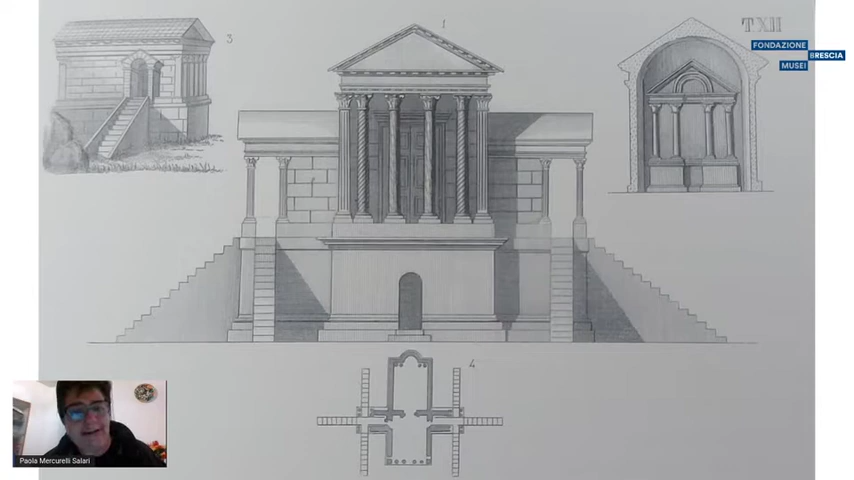 3
1
TXII
FONDAZIONE
BRESCIA
MUSEI
4
Paola Mercurelli Salari